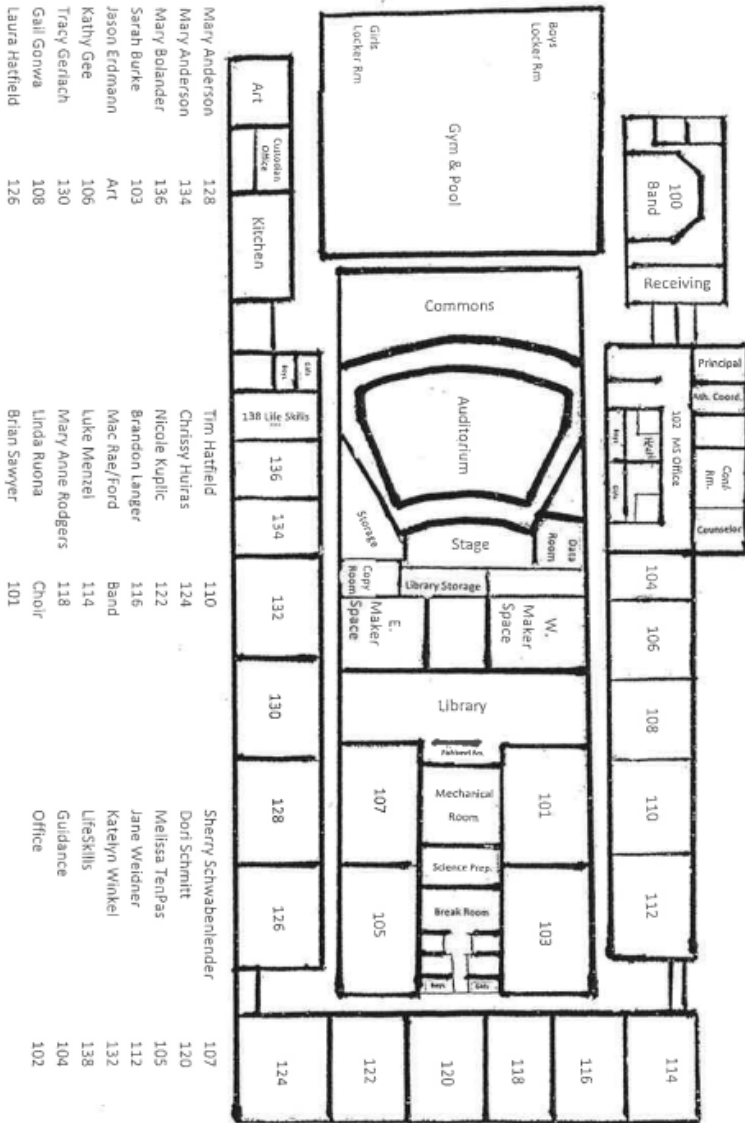 Boys
Locker Rm
Girls
Locker Rm
Gym & Pool
100
Band
Receiving
Art
Custodian
Office
Kitchen
Commons
Auditorium
Stage
Storage
Data
Room
Copy
Room
Library Storage
E.
Maker
Space
W.
Maker
Space
Library
Mechanical
Room
Science Prep.
Break Room
Boys
Girls
107
101
105
103
Principal
Ath. Coord.
Conf
Rm.
Counselor
102 MS Office
Health
Boys
Girls
104
106
108
110
112
114
116
118
120
122
124
Boys
Girls
138 Life Skills
136
134
132
130
128
126
Mary Anderson 128
Mary Anderson 134
Mary Bolander 136
Sarah Burke 103
Jason Erdmann Art
Kathy Gee 106
Tracy Gerlach 130
Gail Gonwa 108
Laura Hatfield 126
Tim Hatfield 110
Chrissy Huiras 124
Nicole Kuplic 122
Brandon Langer 116
Mac Rae/Ford Band
Luke Menzel 114
Mary Anne Rodgers 118
Linda Ruona Choir
Brian Sawyer 101
Sherry Schwabenlender 107
Dori Schmitt 120
Melissa TenPas 105
Jane Weidner 112
Katelyn Winkel 132
LifeSkills 138
Guidance 104
Office 102